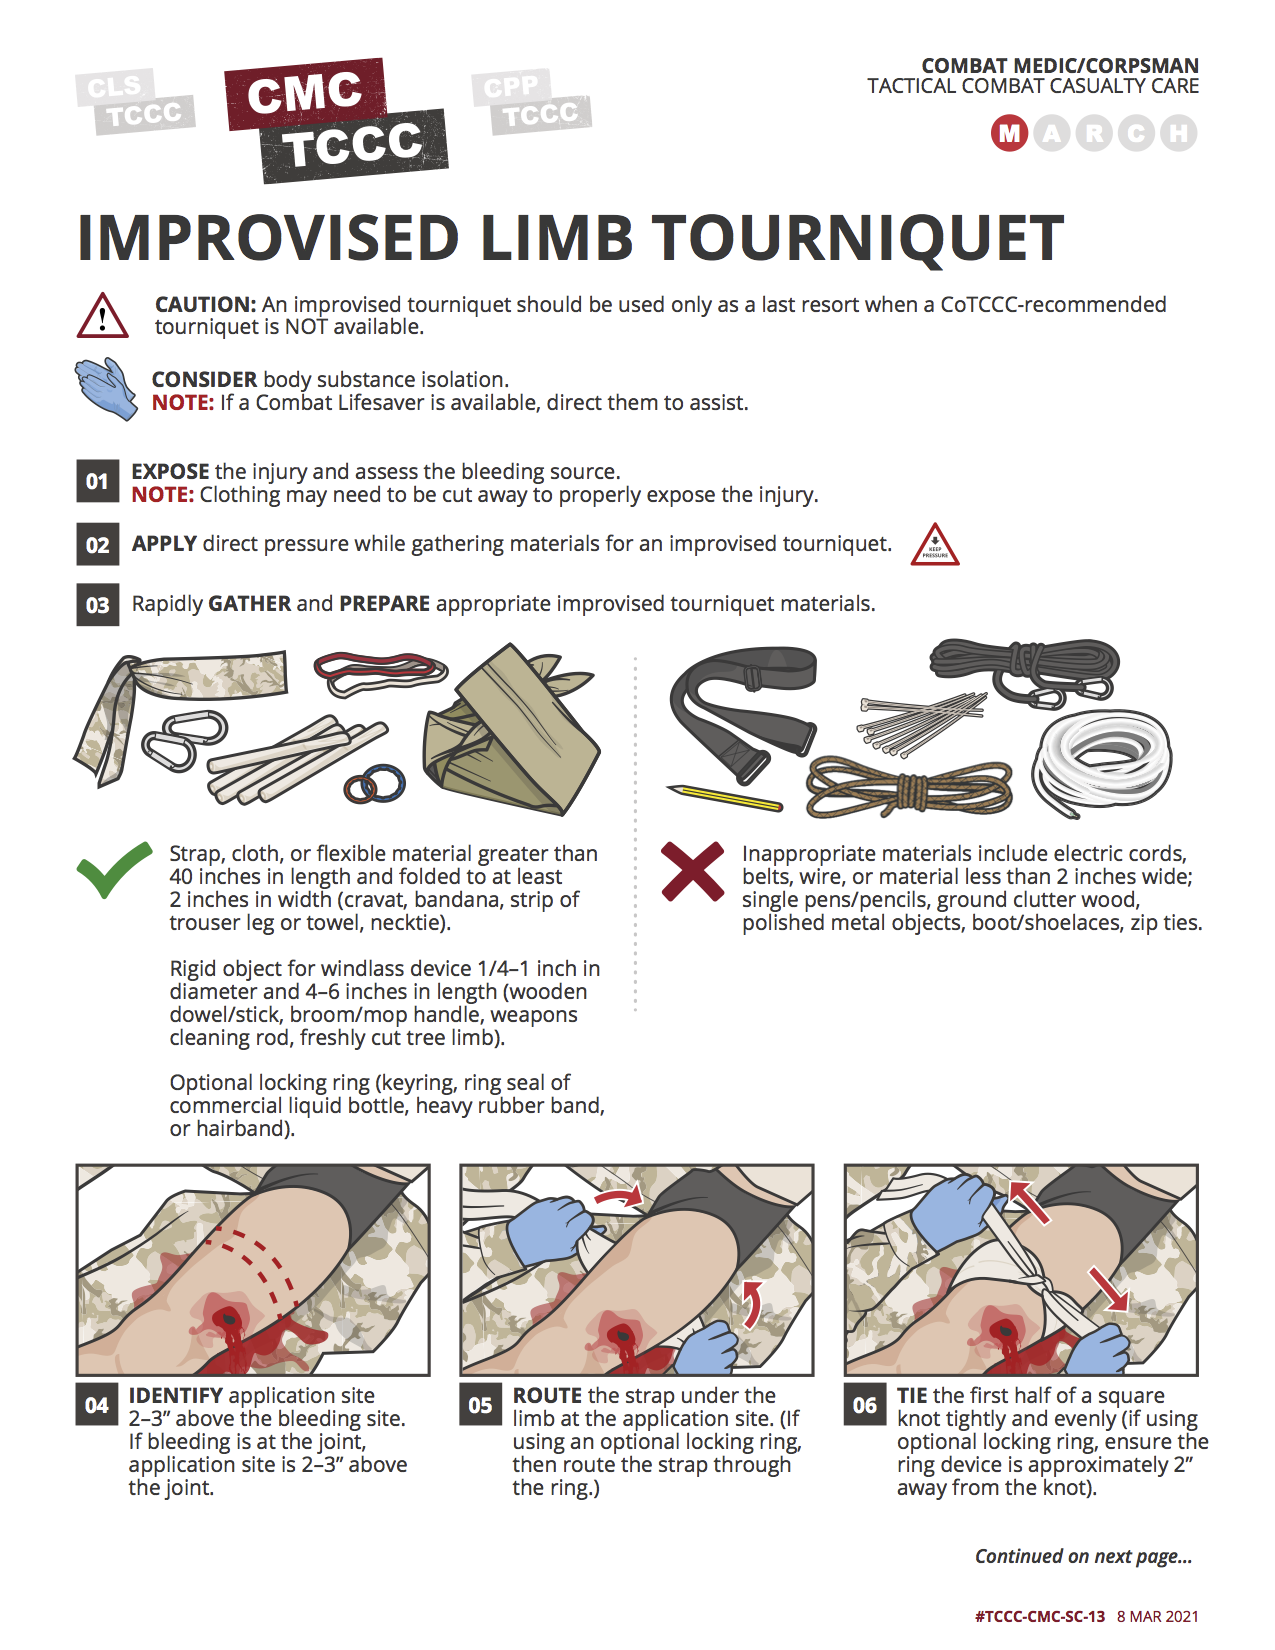 CLS
TCCC
CMC
TCCC
CPP
TCCC
COMBAT MEDIC/CORPSMAN
TACTICAL COMBAT CASUALTY CARE
M A R C H
IMPROVISED LIMB TOURNIQUET
!
CAUTION: An improvised tourniquet should be used only as a last resort when a CoTCCC-recommended
tourniquet is NOT available.
CONSIDER body substance isolation.
NOTE: If a Combat Lifesaver is available, direct them to assist.
01 EXPOSE the injury and assess the bleeding source.
NOTE: Clothing may need to be cut away to properly expose the injury.
02 APPLY direct pressure while gathering materials for an improvised tourniquet.
KEEP
PRESSURE
03 Rapidly GATHER and PREPARE appropriate improvised tourniquet materials.
Strap, cloth, or flexible material greater than
40 inches in length and folded to at least
2 inches in width (cravat, bandana, strip of
trouser leg or towel, necktie).
Rigid object for windlass device 1/4–1 inch in
diameter and 4–6 inches in length (wooden
dowel/stick, broom/mop handle, weapons
cleaning rod, freshly cut tree limb).
Optional locking ring (keyring, ring seal of
commercial liquid bottle, heavy rubber band,
or hairband).
Inappropriate materials include electric cords,
belts, wire, or material less than 2 inches wide;
single pens/pencils, ground clutter wood,
polished metal objects, boot/shoelaces, zip ties.
04 IDENTIFY application site
2–3” above the bleeding site.
If bleeding is at the joint,
application site is 2–3” above
the joint.
05 ROUTE the strap under the
limb at the application site. (If
using an optional locking ring,
then route the strap through
the ring.)
06 TIE the first half of a square
knot tightly and evenly (if using
optional locking ring, ensure the
ring device is approximately 2”
away from the knot).
Continued on next page...
#TCCC-CMC-SC-13 8 MAR 2021